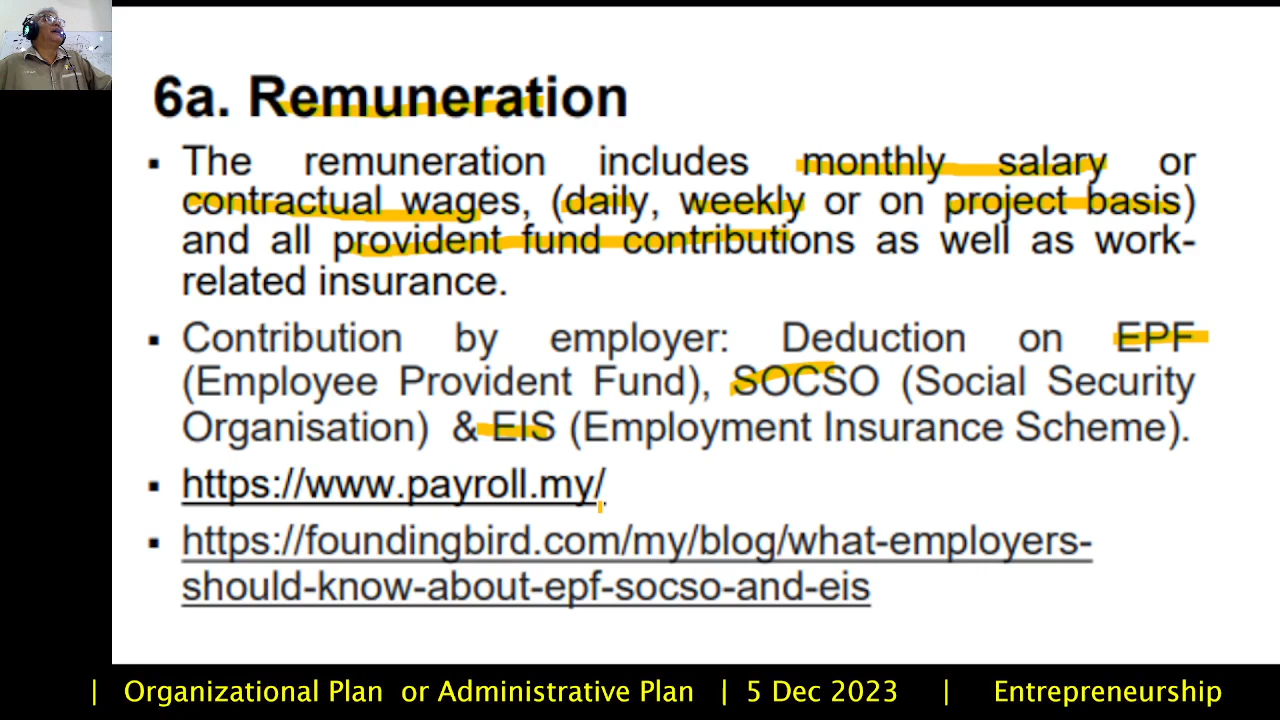 6a. Remuneration
▪ The remuneration includes monthly salary or
contractual wages, (daily, weekly or on project basis)
and all provident fund contributions as well as work-
related insurance.
▪ Contribution by employer: Deduction on EPF
(Employee Provident Fund), SOCSO (Social Security
Organisation) & EIS (Employment Insurance Scheme).
▪ https://www.payroll.my/
▪ https://foundingbird.com/my/blog/what-employers-
should-know-about-epf-socso-and-eis
| Organizational Plan or Administrative Plan | 5 Dec 2023 | Entrepreneurship